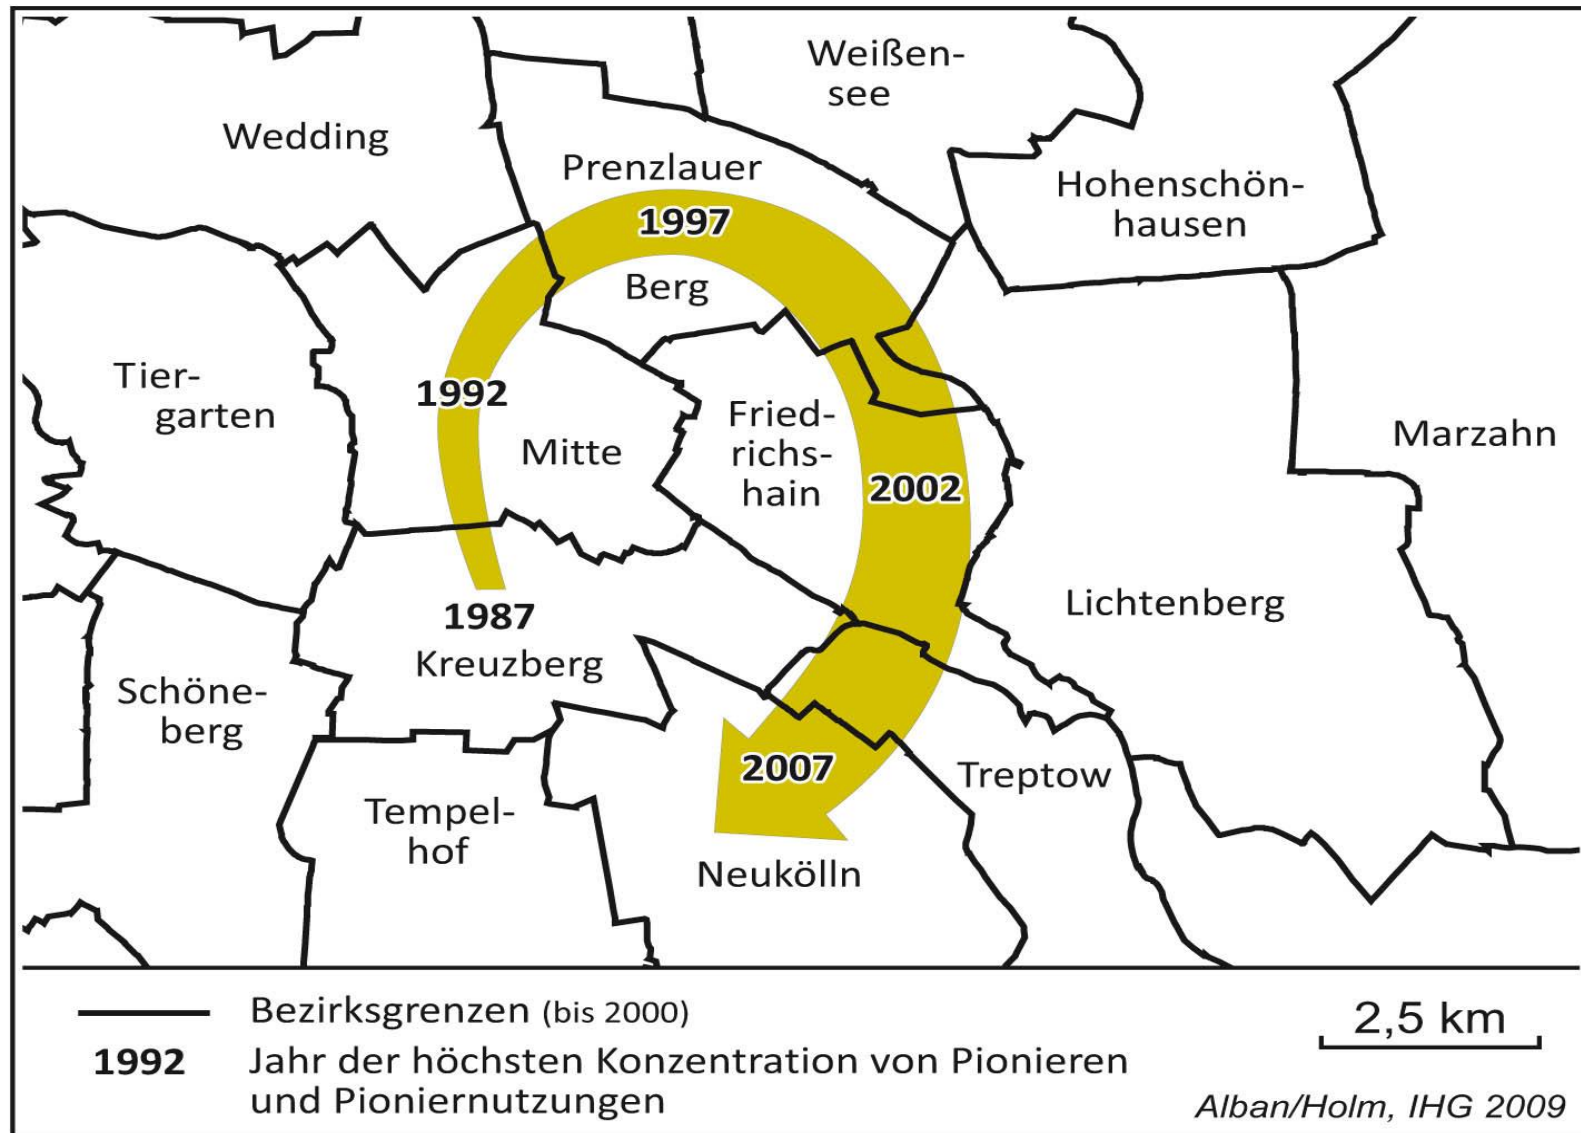 Weißen-
see
Wedding
Prenzlauer
Hohenschön-
hausen
1997
Berg
Tier-
garten
1992
Mitte
Fried-
richs-
hain
2002
Marzahn
1987
Kreuzberg
Lichtenberg
Schöne-
berg
2007
Treptow
Tempel-
hof
Neukölln
Bezirksgrenzen (bis 2000)
1992 Jahr der höchsten Konzentration von Pionieren
und Pioniernutzungen
2,5 km
Alban/Holm, IHG 2009